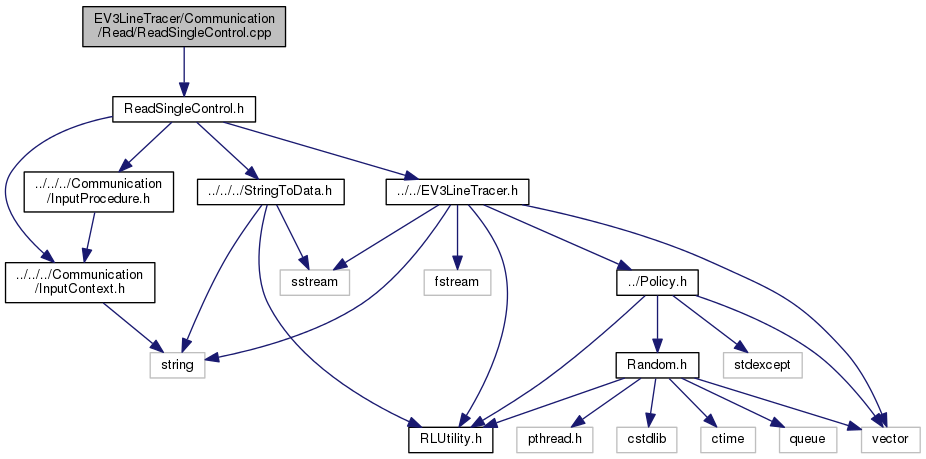 EV3LineTracer/Communication
/Read/ReadSingleControl.cpp
ReadSingleControl.h
../../../Communication
/InputProcedure.h
../../../StringToData.h
../../EV3LineTracer.h
../../../Communication
/InputContext.h
sstream
fstream
../Policy.h
string
Random.h
stdexcept
RLUtility.h
pthread.h
cstdlib
ctime
queue
vector